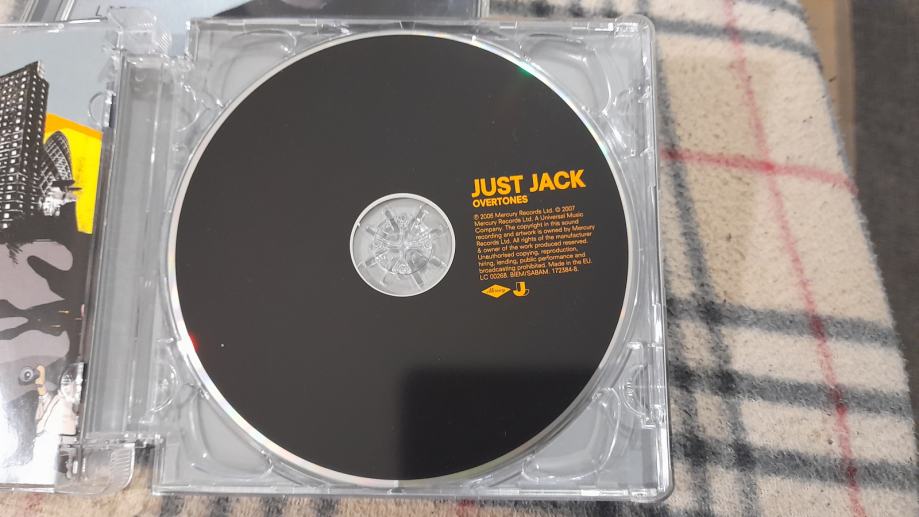 JUST JACK
OVERTONES
℗ 2006 Mercury Records Ltd. © 2007
Mercury Records Ltd. A Universal Music
Company. The copyright in this sound
recording and artwork is owned by Mercury
Records Ltd. All rights of the manufacturer
& owner of the work produced reserved.
Unauthorised copying, reproduction,
hiring, lending, public performance and
broadcasting prohibited. Made in the EU.
LC 00268. BIEM/SABAM. 172384-8.
Mercury J